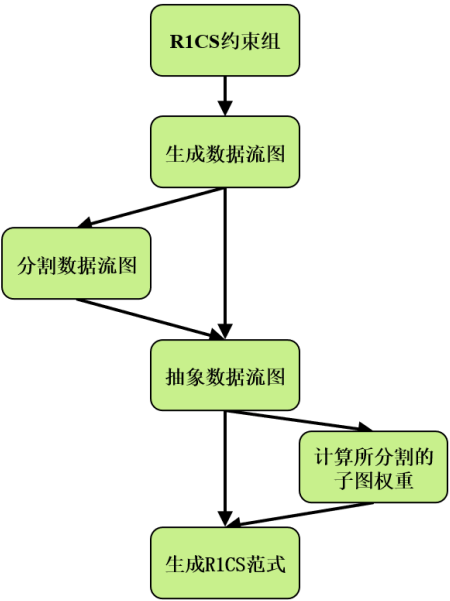 R1CS约束组
生成数据流图
分割数据流图
抽象数据流图
计算所分割的
子图权重
生成R1CS范式